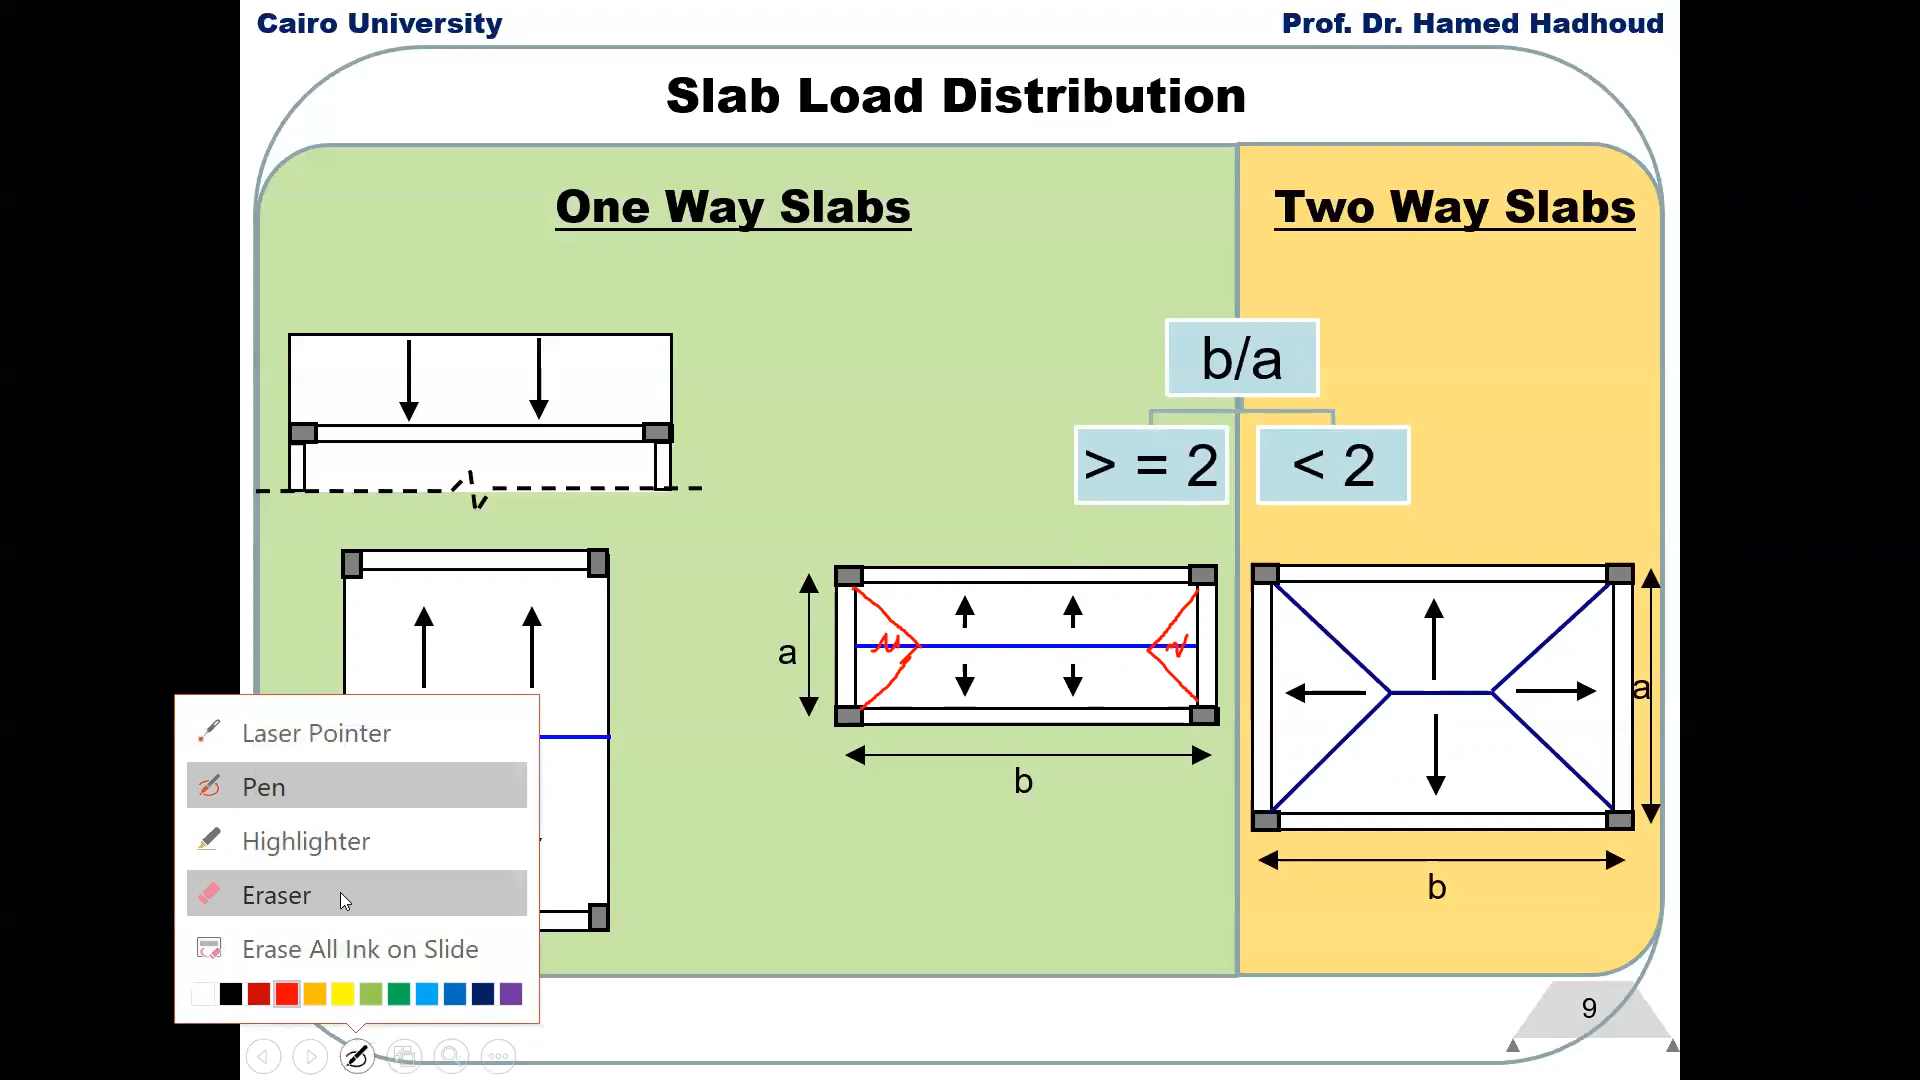 Cairo University
Prof. Dr. Hamed Hadhoud
Slab Load Distribution
One Way Slabs
Two Way Slabs
b/a
> = 2
< 2
a
b
a
b
Laser Pointer
Pen
Highlighter
Eraser
Erase All Ink on Slide
9